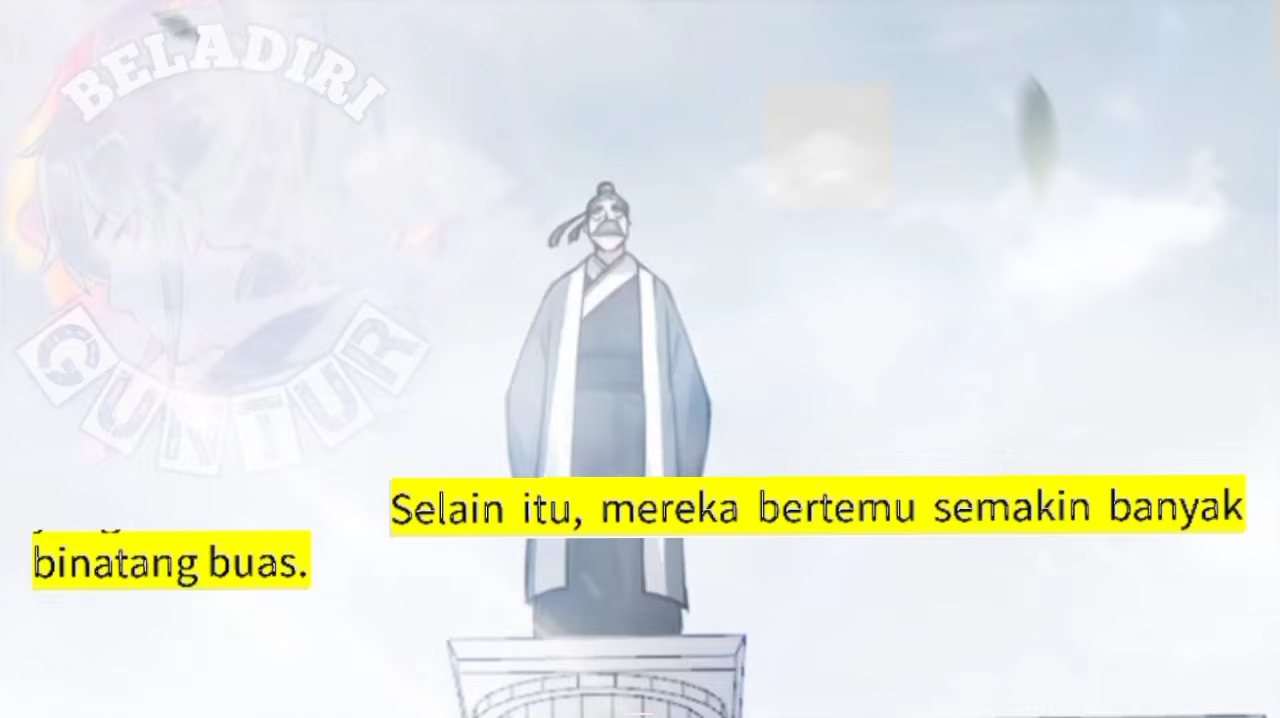 BELADIRI
GUNTUR
Selain itu, mereka bertemu semakin banyak
binatang buas.